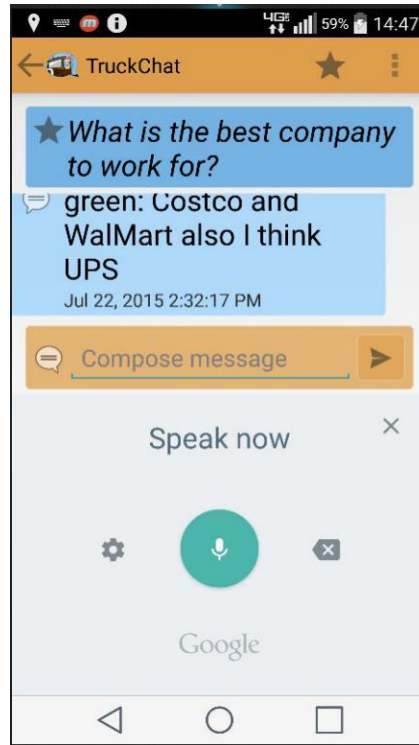 4G 59% 14:47
TruckChat
What is the best company
to work for?
green: Costco and
WalMart also I think
UPS
Jul 22, 2015 2:32:17 PM
Compose message
Speak now
Google